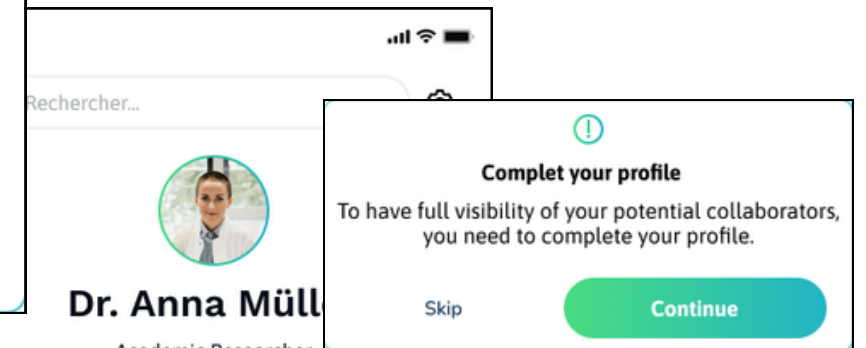 Rechercher...
Dr. Anna Müll
Complet your profile
To have full visibility of your potential collaborators,
you need to complete your profile.
Skip
Continue